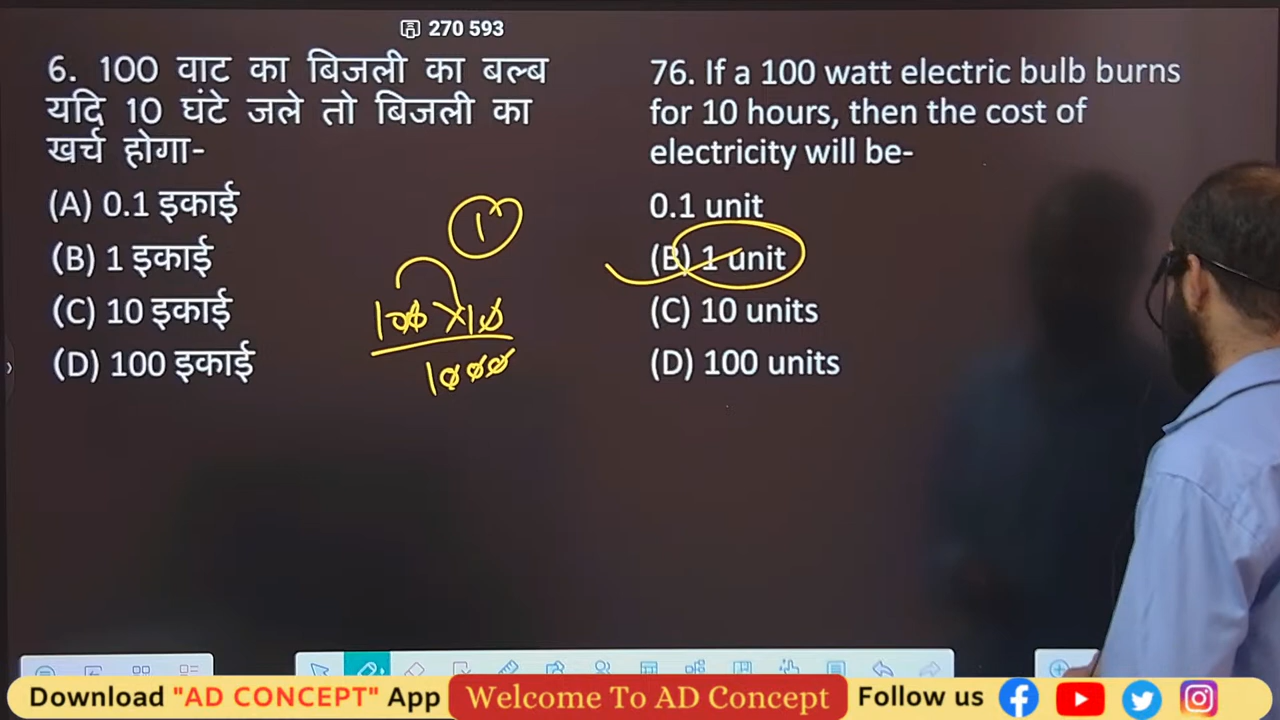 270 593
6. 100 वाट का बिजली का बल्ब
यदि 10 घंटे जले तो बिजली का
खर्च होगा-
(A) 0.1 इकाई
(B) 1 इकाई
(C) 10 इकाई
(D) 100 इकाई
1
100 × 10
1000
76. If a 100 watt electric bulb burns
for 10 hours, then the cost of
electricity will be-
0.1 unit
(B) 1 unit
(C) 10 units
(D) 100 units
Download "AD CONCEPT" App
Welcome To AD Concept
Follow us